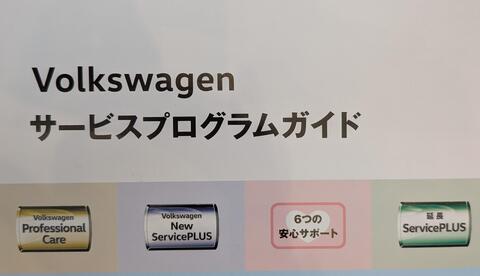 Volkswagen
サービスプログラムガイド
Volkswagen
Professional
Care
Volkswagen
New
ServicePLUS
6つの
安心サポート
延長
ServicePLUS